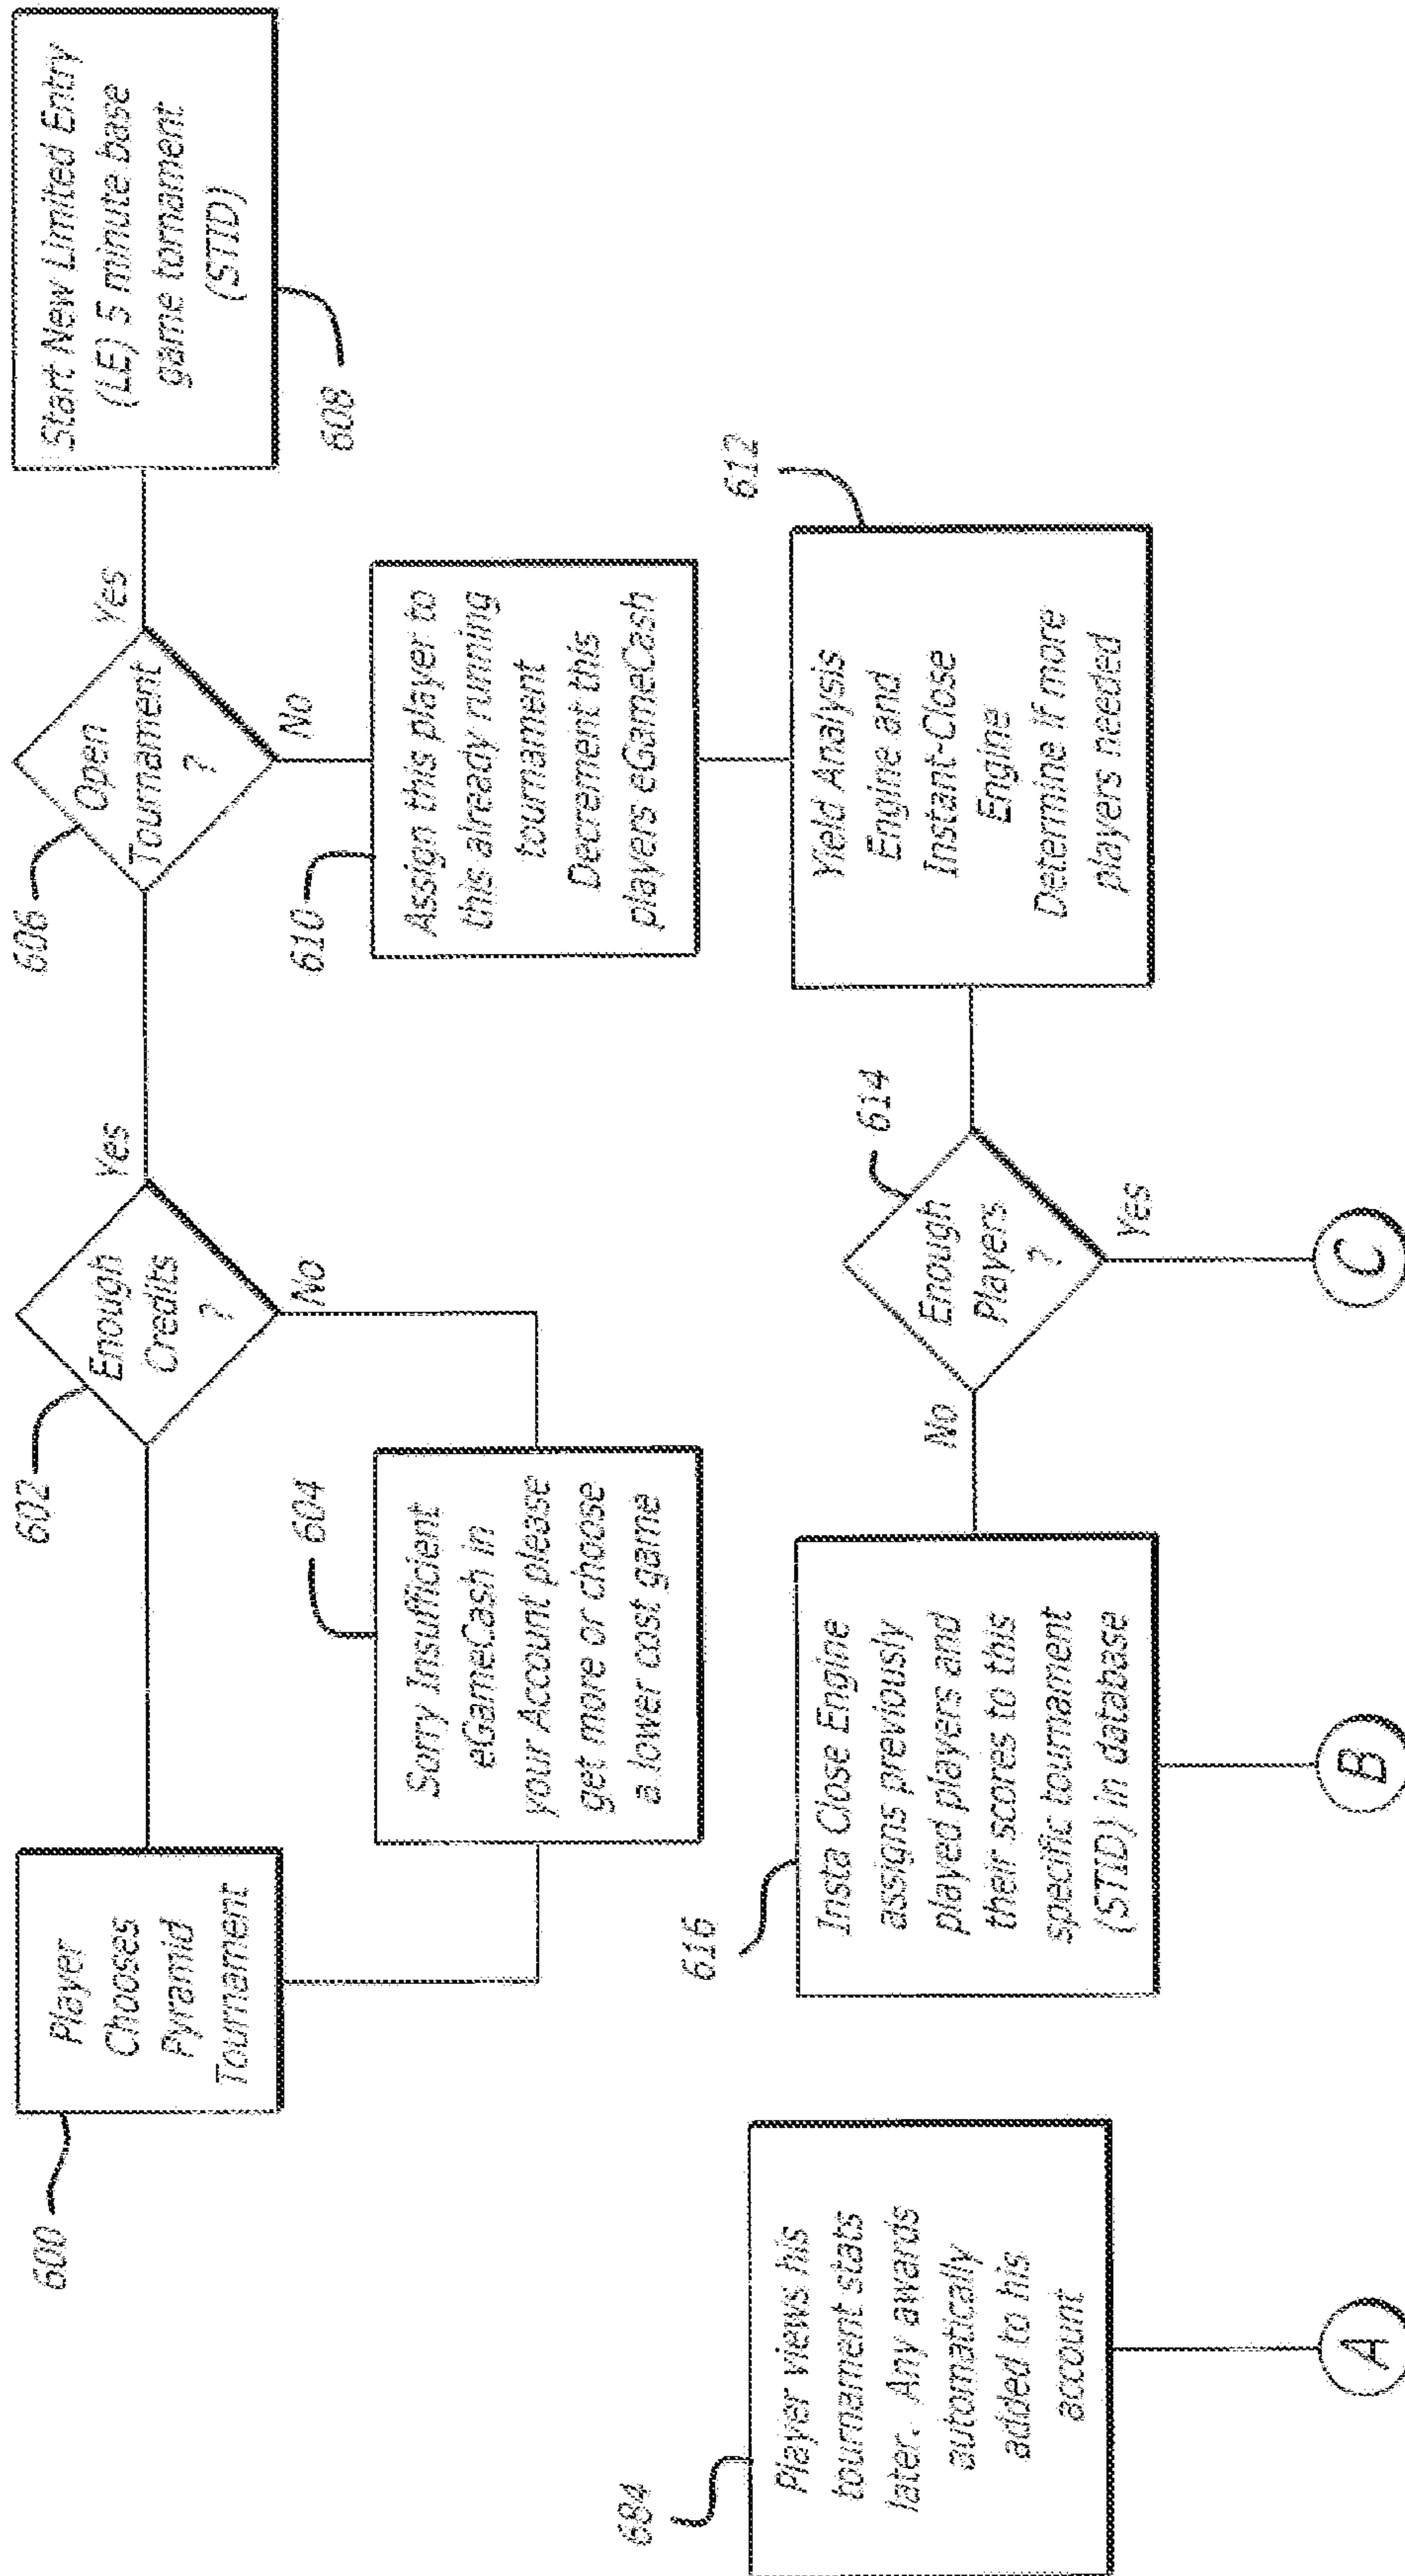 600
Player
Chooses
Pyramid
Tournament
602
Enough
Credits
?
Yes
No
604
Sorry Insufficient
eGameCash in
your Account please
get more or choose
a lower cost game
606
Open
Tournament
?
Yes
No
Start New Limited Entry
(LE) 5 minute base
game tornament
(STID)
608
610
Assign this player to
this already running
tournament
Decrement this
players eGameCash
612
Yield Analysis
Engine and
Instant-Close
Engine
Determine if more
players needed
614
Enough
Players
?
No
Yes
616
Insta Close Engine
assigns previously
played players and
their scores to this
specific tournament
(STID) in database
684
Player views his
tournament stats
later. Any awards
automatically
added to his
account
A
B
C